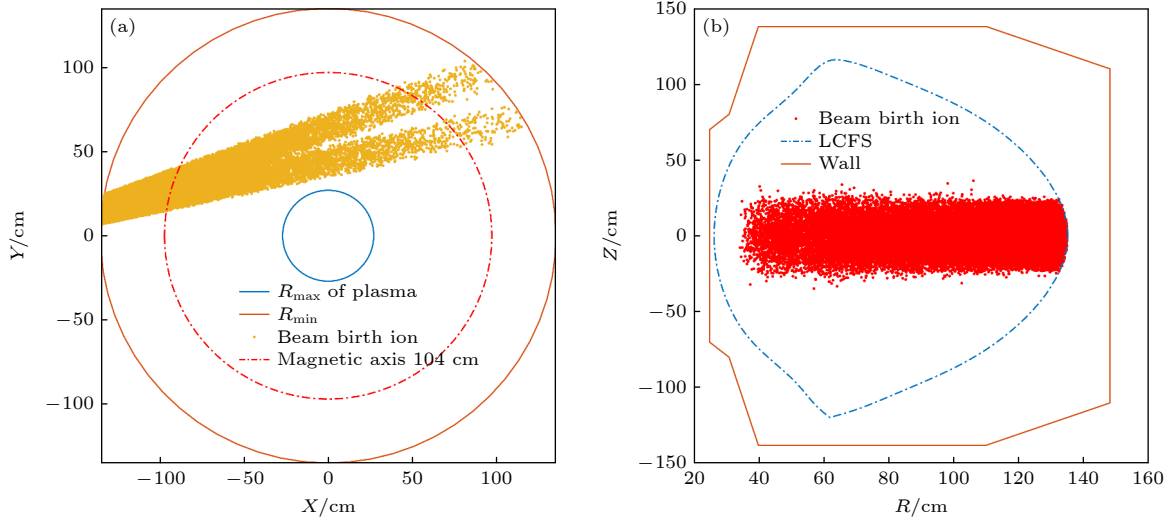 (a)
100
50
0
−50
−100
Y/cm
−100
−50
0
50
100
X/cm
Rmax of plasma
Rmin
Beam birth ion
Magnetic axis 104 cm
(b)
150
100
50
0
−50
−100
−150
Z/cm
20
40
60
80
100
120
140
160
R/cm
Beam birth ion
LCFS
Wall